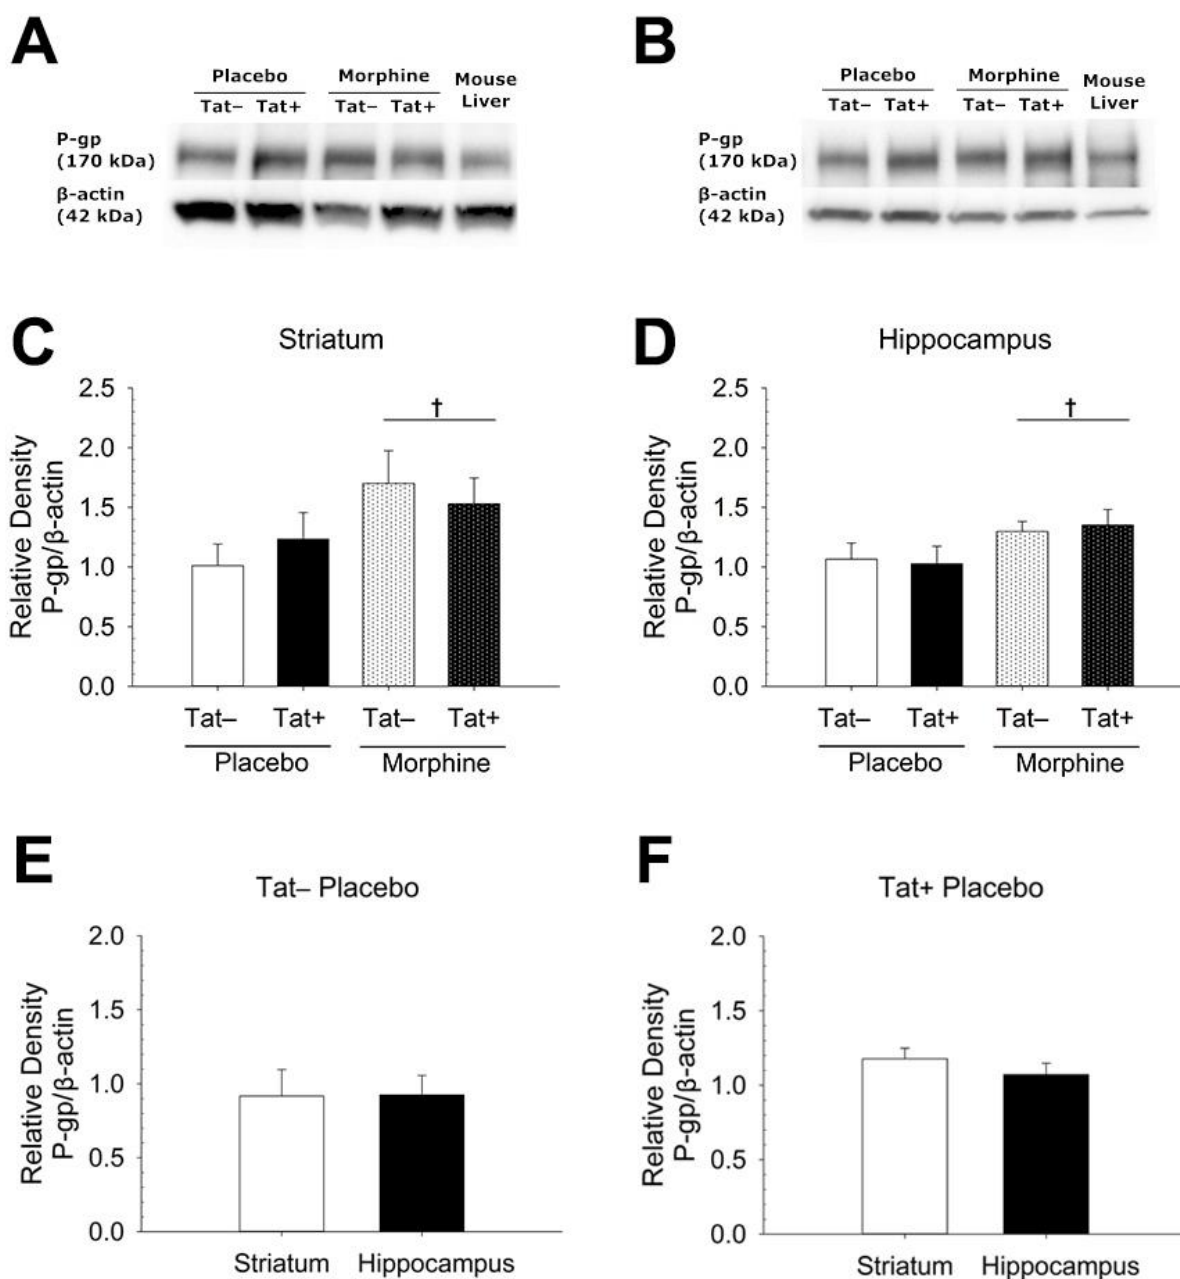 A
Placebo Morphine Mouse Liver
Tat– Tat+ Tat– Tat+
P-gp
(170 kDa)
β-actin
(42 kDa)
B
Placebo Morphine Mouse Liver
Tat– Tat+ Tat– Tat+
P-gp
(170 kDa)
β-actin
(42 kDa)
C
Striatum
Relative Density
P-gp/β-actin
2.5
2.0
1.5
1.0
0.5
0.0
†
Tat– Tat+ Tat– Tat+
Placebo Morphine
D
Hippocampus
Relative Density
P-gp/β-actin
2.5
2.0
1.5
1.0
0.5
0.0
†
Tat– Tat+ Tat– Tat+
Placebo Morphine
E
Tat– Placebo
Relative Density
P-gp/β-actin
2.0
1.5
1.0
0.5
0.0
Striatum Hippocampus
F
Tat+ Placebo
Relative Density
P-gp/β-actin
2.0
1.5
1.0
0.5
0.0
Striatum Hippocampus